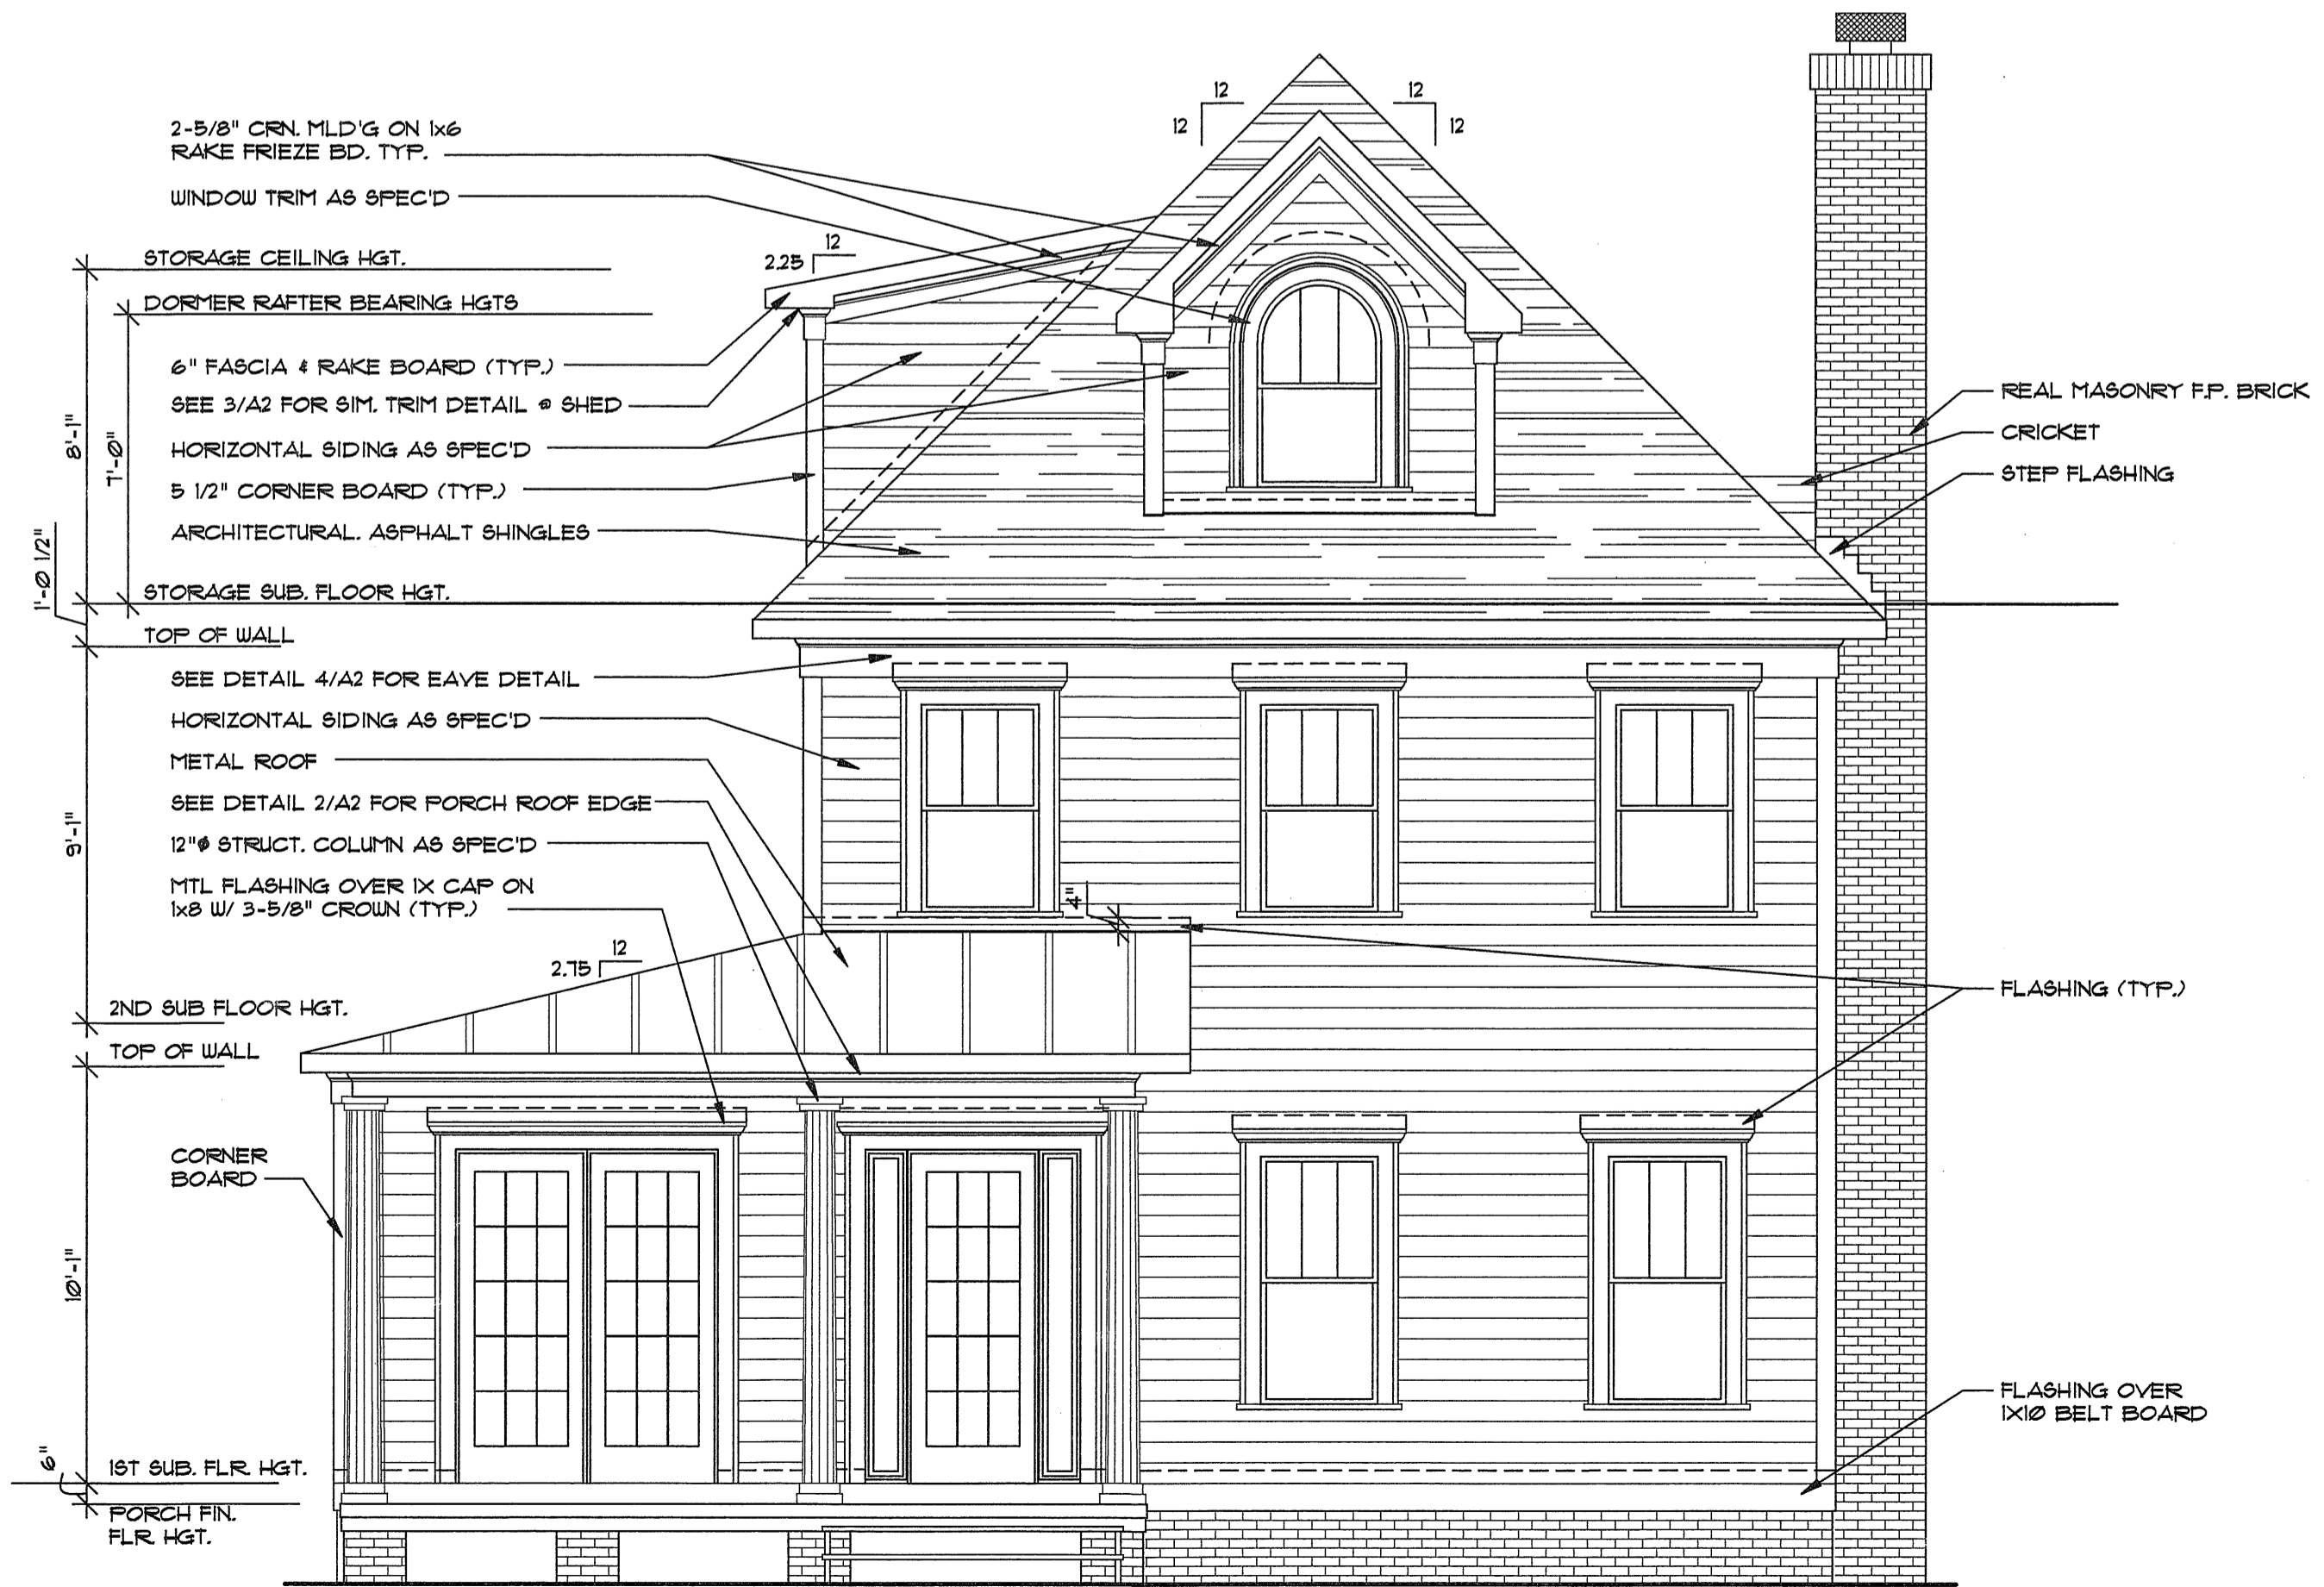 12
12
12
12
2-5/8" CRN. MLD'G ON 1x6
RAKE FRIEZE BD. TYP.
WINDOW TRIM AS SPEC'D
12
2.25
STORAGE CEILING HGT.
DORMER RAFTER BEARING HGTS
6" FASCIA & RAKE BOARD (TYP.)
SEE 3/A2 FOR SIM. TRIM DETAIL @ SHED
HORIZONTAL SIDING AS SPEC'D
5 1/2" CORNER BOARD (TYP.)
ARCHITECTURAL. ASPHALT SHINGLES
8'-1"
7'-0"
1'-0 1/2"
STORAGE SUB. FLOOR HGT.
TOP OF WALL
REAL MASONRY F.P. BRICK
CRICKET
STEP FLASHING
SEE DETAIL 4/A2 FOR EAVE DETAIL
HORIZONTAL SIDING AS SPEC'D
METAL ROOF
SEE DETAIL 2/A2 FOR PORCH ROOF EDGE
12"Ø STRUCT. COLUMN AS SPEC'D
MTL FLASHING OVER 1X CAP ON
1x8 W/ 3-5/8" CROWN (TYP.)
9'-1"
4"
12
2.75
2ND SUB FLOOR HGT.
TOP OF WALL
FLASHING (TYP.)
CORNER
BOARD
10'-1"
6"
1ST SUB. FLR. HGT.
PORCH FIN.
FLR. HGT.
FLASHING OVER
1X10 BELT BOARD